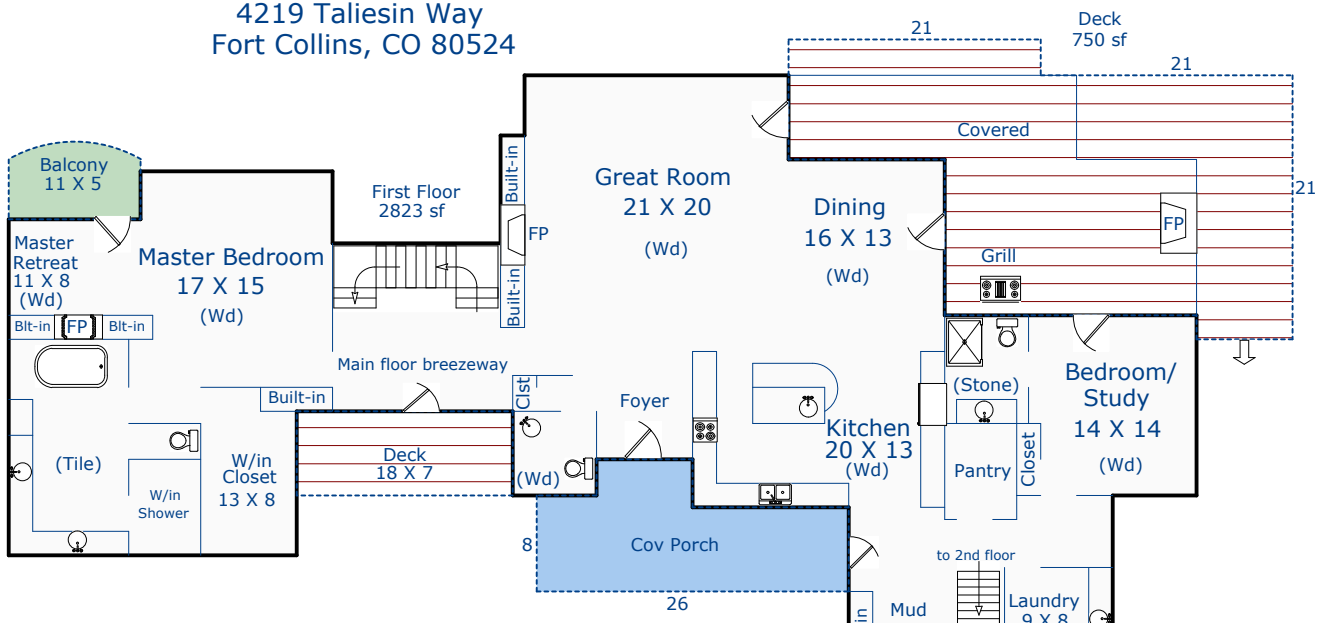 4219 Taliesin Way
Fort Collins, CO 80524
21
Deck
750 sf
21
Covered
21
FP
Grill
Balcony
11 X 5
First Floor
2823 sf
Built-in
FP
Built-in
Great Room
21 X 20
(Wd)
Dining
16 X 13
(Wd)
Master
Retreat
11 X 8
(Wd)
Master Bedroom
17 X 15
(Wd)
Blt-in
FP
Blt-in
Main floor breezeway
Built-in
Clst
Foyer
(Stone)
Bedroom/
Study
14 X 14
(Wd)
Kitchen
20 X 13
(Wd)
Pantry
Closet
(Tile)
W/in
Shower
W/in
Closet
13 X 8
Deck
18 X 7
(Wd)
8
Cov Porch
26
to 2nd floor
in
Mud
Laundry
9 X 8